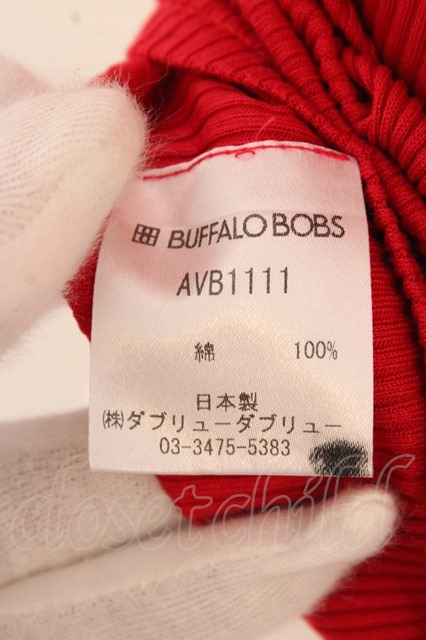 BUFFALO BOBS
AVB1111
綿 100%
日本製
(株)ダブリューダブリュー
03-3475-5383
closetchild